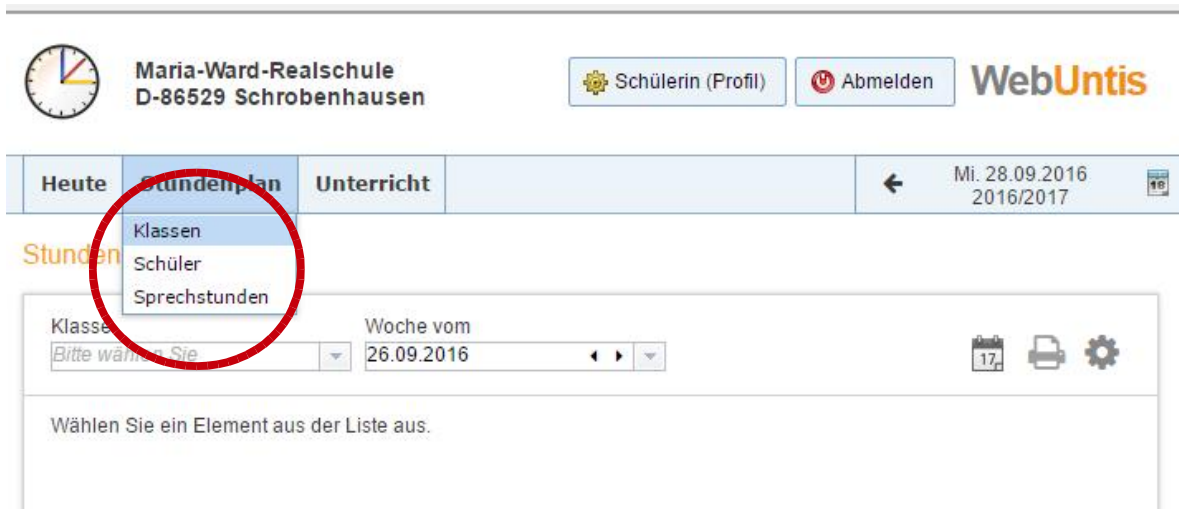 Maria-Ward-Realschule
D-86529 Schrobenhausen
Schülerin (Profil)
Abmelden
WebUntis
Heute
Stundenplan
Unterricht
Mi. 28.09.2016
2016/2017
18
Klassen
Schüler
Sprechstunden
Stunden
Klasse
Woche vom
Bitte wählen Sie
26.09.2016
17
Wählen Sie ein Element aus der Liste aus.